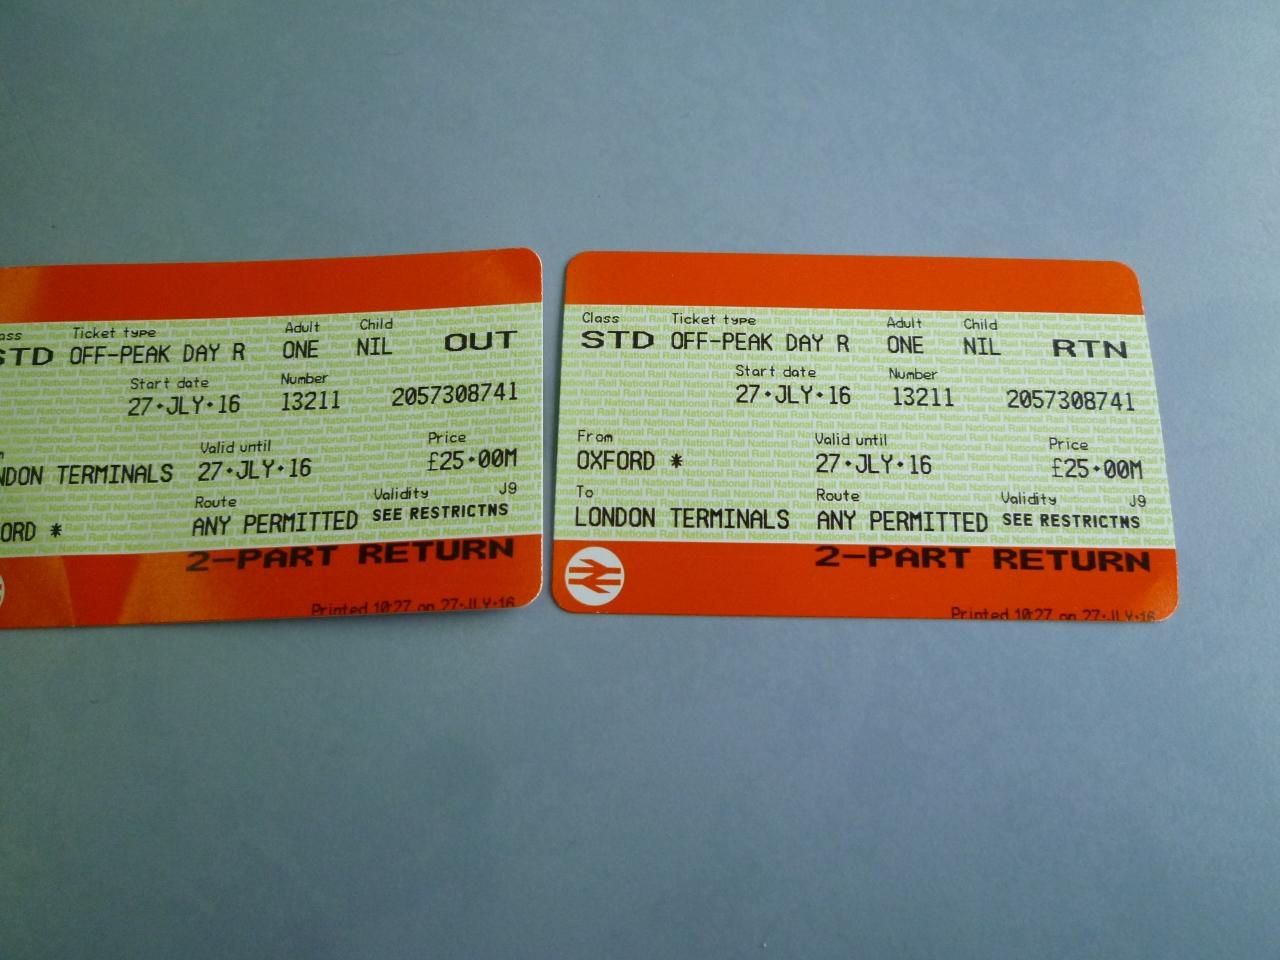 ass Ticket type Adult Child
STD OFF-PEAK DAY R ONE NIL OUT
Start date Number
27·JLY·16 13211 2057308741
Valid until Price
NDON TERMINALS 27·JLY·16 £25·00M
Route Validity J9
ORD * ANY PERMITTED SEE RESTRICTNS
2-PART RETURN
Printed 10:27 on 27·JLY·16
Class Ticket type Adult Child
STD OFF-PEAK DAY R ONE NIL RTN
Start date Number
27·JLY·16 13211 2057308741
From Valid until Price
OXFORD * 27·JLY·16 £25·00M
To Route Validity J9
LONDON TERMINALS ANY PERMITTED SEE RESTRICTNS
2-PART RETURN
Printed 10:27 on 27·JLY·16